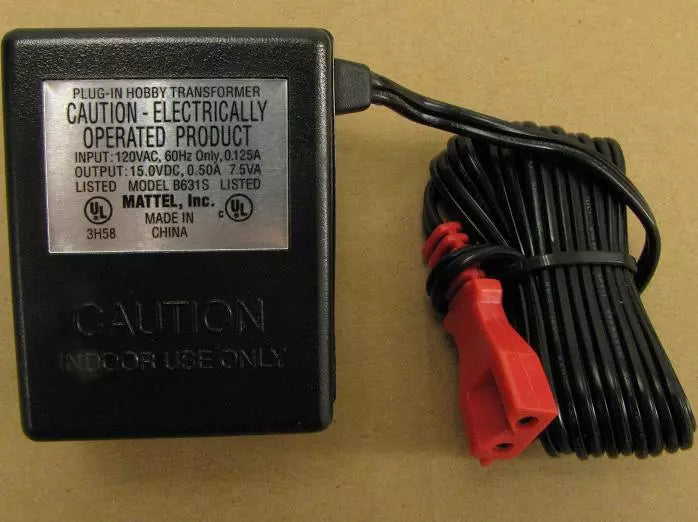 PLUG-IN HOBBY TRANSFORMER
CAUTION - ELECTRICALLY
OPERATED PRODUCT
INPUT: 120VAC, 60Hz Only, 0.125A
OUTPUT: 15.0VDC, 0.50A 7.5VA
LISTED MODEL B631S LISTED
UL MATTEL, Inc. c UL
MADE IN
3H58 CHINA
CAUTION
INDOOR USE ONLY